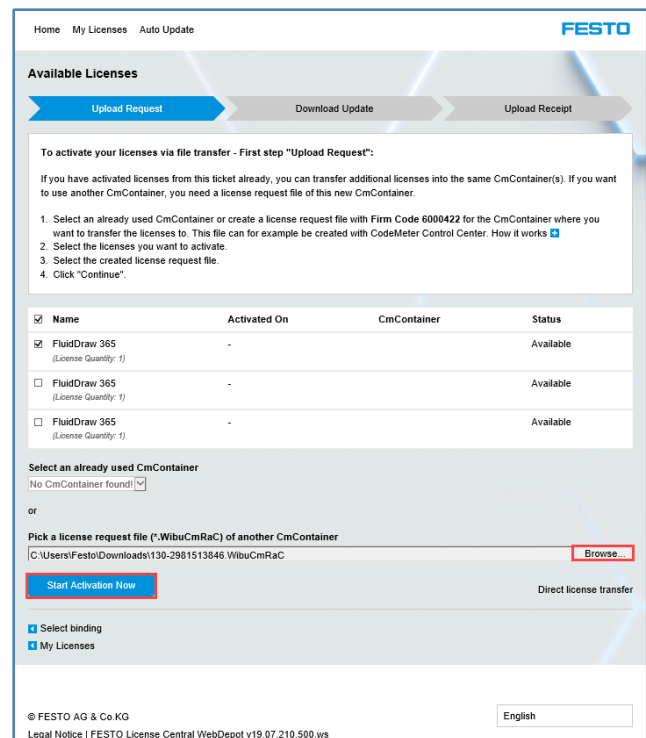 Home My Licenses Auto Update
FESTO
Available Licenses
Upload Request Download Update Upload Receipt
To activate your licenses via file transfer - First step "Upload Request":
If you have activated licenses from this ticket already, you can transfer additional licenses into the same CmContainer(s). If you want
to use another CmContainer, you need a license request file of this new CmContainer.
1. Select an already used CmContainer or create a license request file with Firm Code 6000422 for the CmContainer where you
want to transfer the licenses to. This file can for example be created with CodeMeter Control Center. How it works
2. Select the licenses you want to activate.
3. Select the created license request file.
4. Click "Continue".
Name Activated On CmContainer Status
FluidDraw 365 - Available
(License Quantity: 1)
FluidDraw 365 - Available
(License Quantity: 1)
FluidDraw 365 - Available
(License Quantity: 1)
Select an already used CmContainer
No CmContainer found!
or
Pick a license request file (*.WibuCmRaC) of another CmContainer
C:\Users\Festo\Downloads\130-2981513846.WibuCmRaC Browse...
Start Activation Now
Direct license transfer
Select binding
My Licenses
© FESTO AG & Co.KG
English
Legal Notice | FESTO License Central WebDepot v19.07.210.500.ws